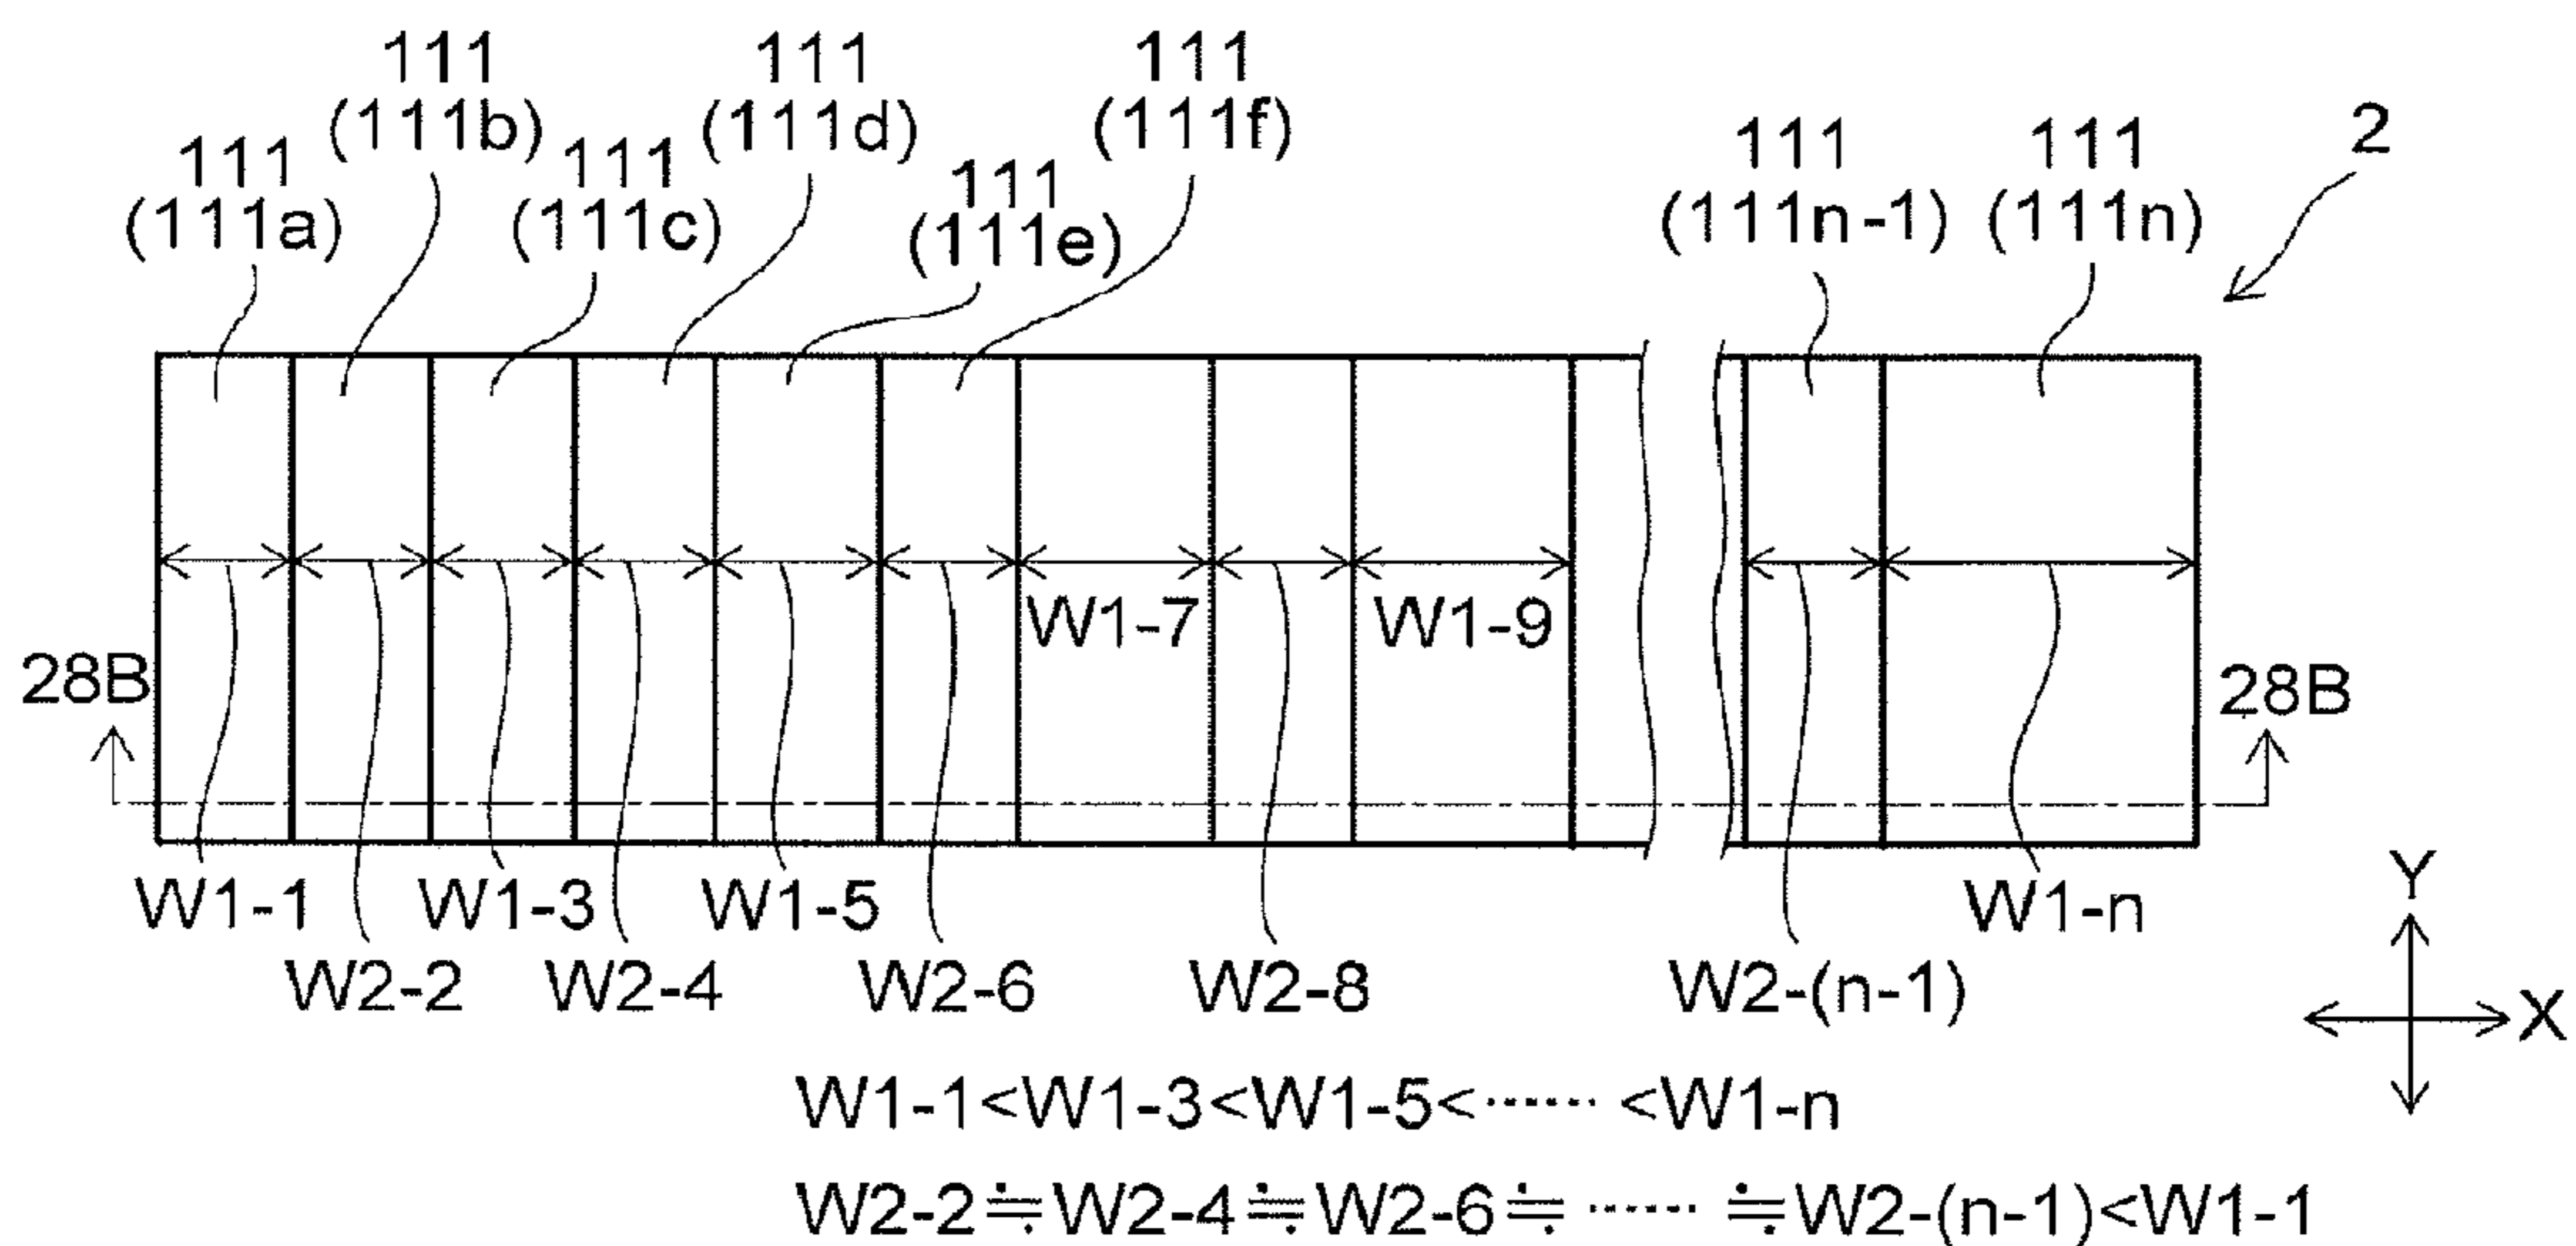 111
(111a)
111
(111b)
111
(111c)
111
(111d)
111
(111e)
111
(111f)
111
(111n-1)
111
(111n)
2
W1-7
W1-9
28B
28B
W1-1
W1-3
W1-5
W1-n
W2-2
W2-4
W2-6
W2-8
W2-(n-1)
Y
X
W1-1<W1-3<W1-5<······<W1-n
W2-2≒W2-4≒W2-6≒······≒W2-(n-1)<W1-1